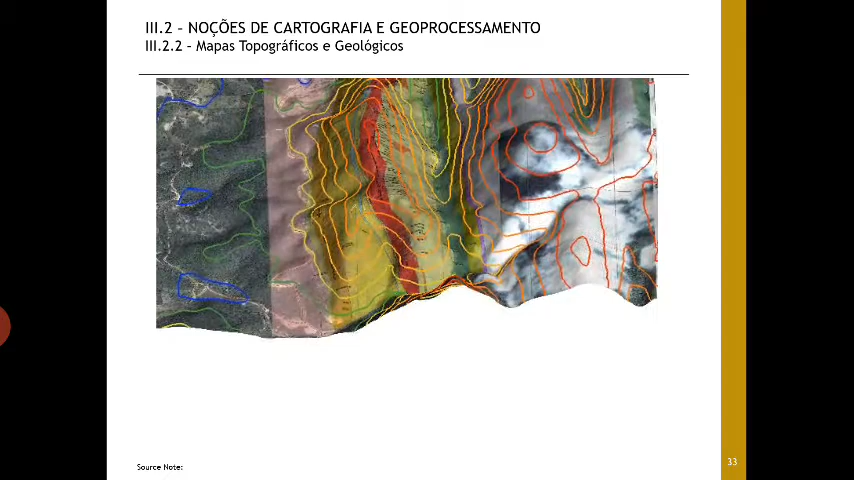 III.2 – NOÇÕES DE CARTOGRAFIA E GEOPROCESSAMENTO
III.2.2 – Mapas Topográficos e Geológicos
Source Note:
33